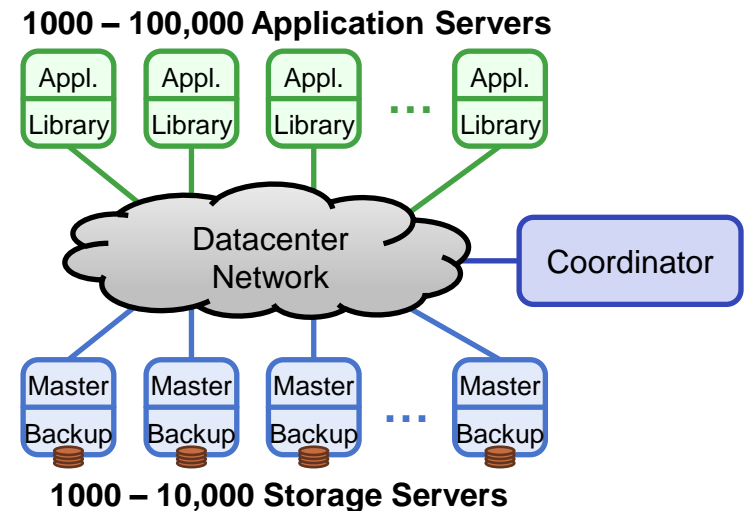 1000 – 100,000 Application Servers
Appl. Appl. Appl. ... Appl.
Library Library Library Library
Datacenter
Network
Coordinator
Master Master Master ... Master
Backup Backup Backup Backup
1000 – 10,000 Storage Servers